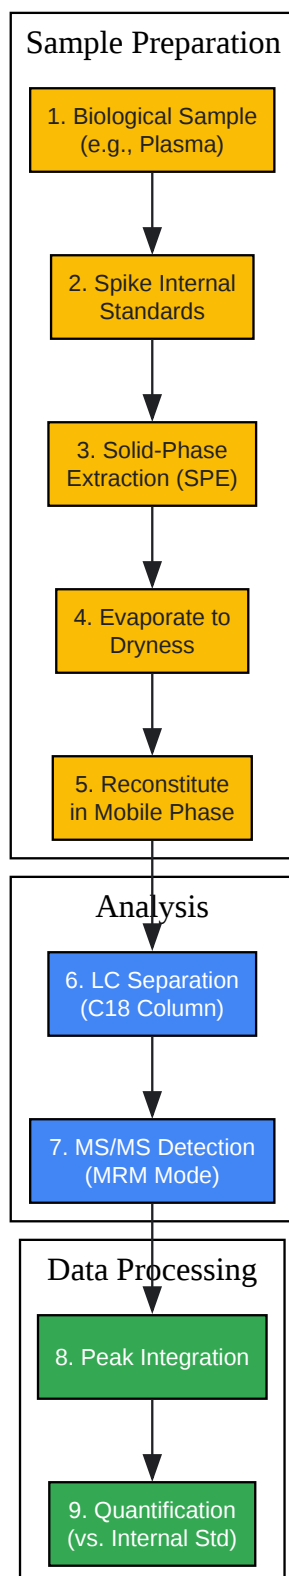 Sample Preparation
1. Biological Sample
(e.g., Plasma)
2. Spike Internal
Standards
3. Solid-Phase
Extraction (SPE)
4. Evaporate to
Dryness
5. Reconstitute
in Mobile Phase
Analysis
6. LC Separation
(C18 Column)
7. MS/MS Detection
(MRM Mode)
Data Processing
8. Peak Integration
9. Quantification
(vs. Internal Std)